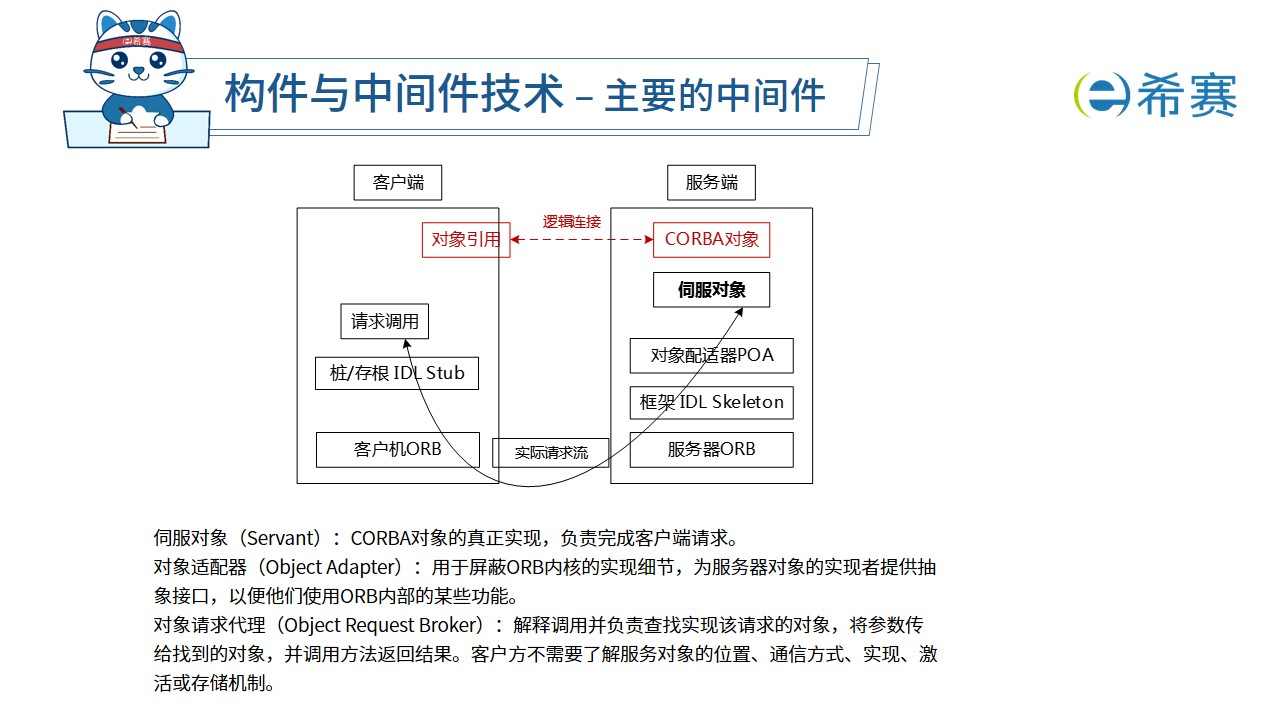 希赛
构件与中间件技术 – 主要的中间件
希赛
客户端
服务端
对象引用
逻辑连接
CORBA对象
伺服对象
请求调用
对象配适器POA
桩/存根 IDL Stub
框架 IDL Skeleton
客户机ORB
实际请求流
服务器ORB
伺服对象（Servant）：CORBA对象的真正实现，负责完成客户端请求。
对象适配器（Object Adapter）：用于屏蔽ORB内核的实现细节，为服务器对象的实现者提供抽
象接口，以便他们使用ORB内部的某些功能。
对象请求代理（Object Request Broker）：解释调用并负责查找实现该请求的对象，将参数传
给找到的对象，并调用方法返回结果。客户方不需要了解服务对象的位置、通信方式、实现、激
活或存储机制。